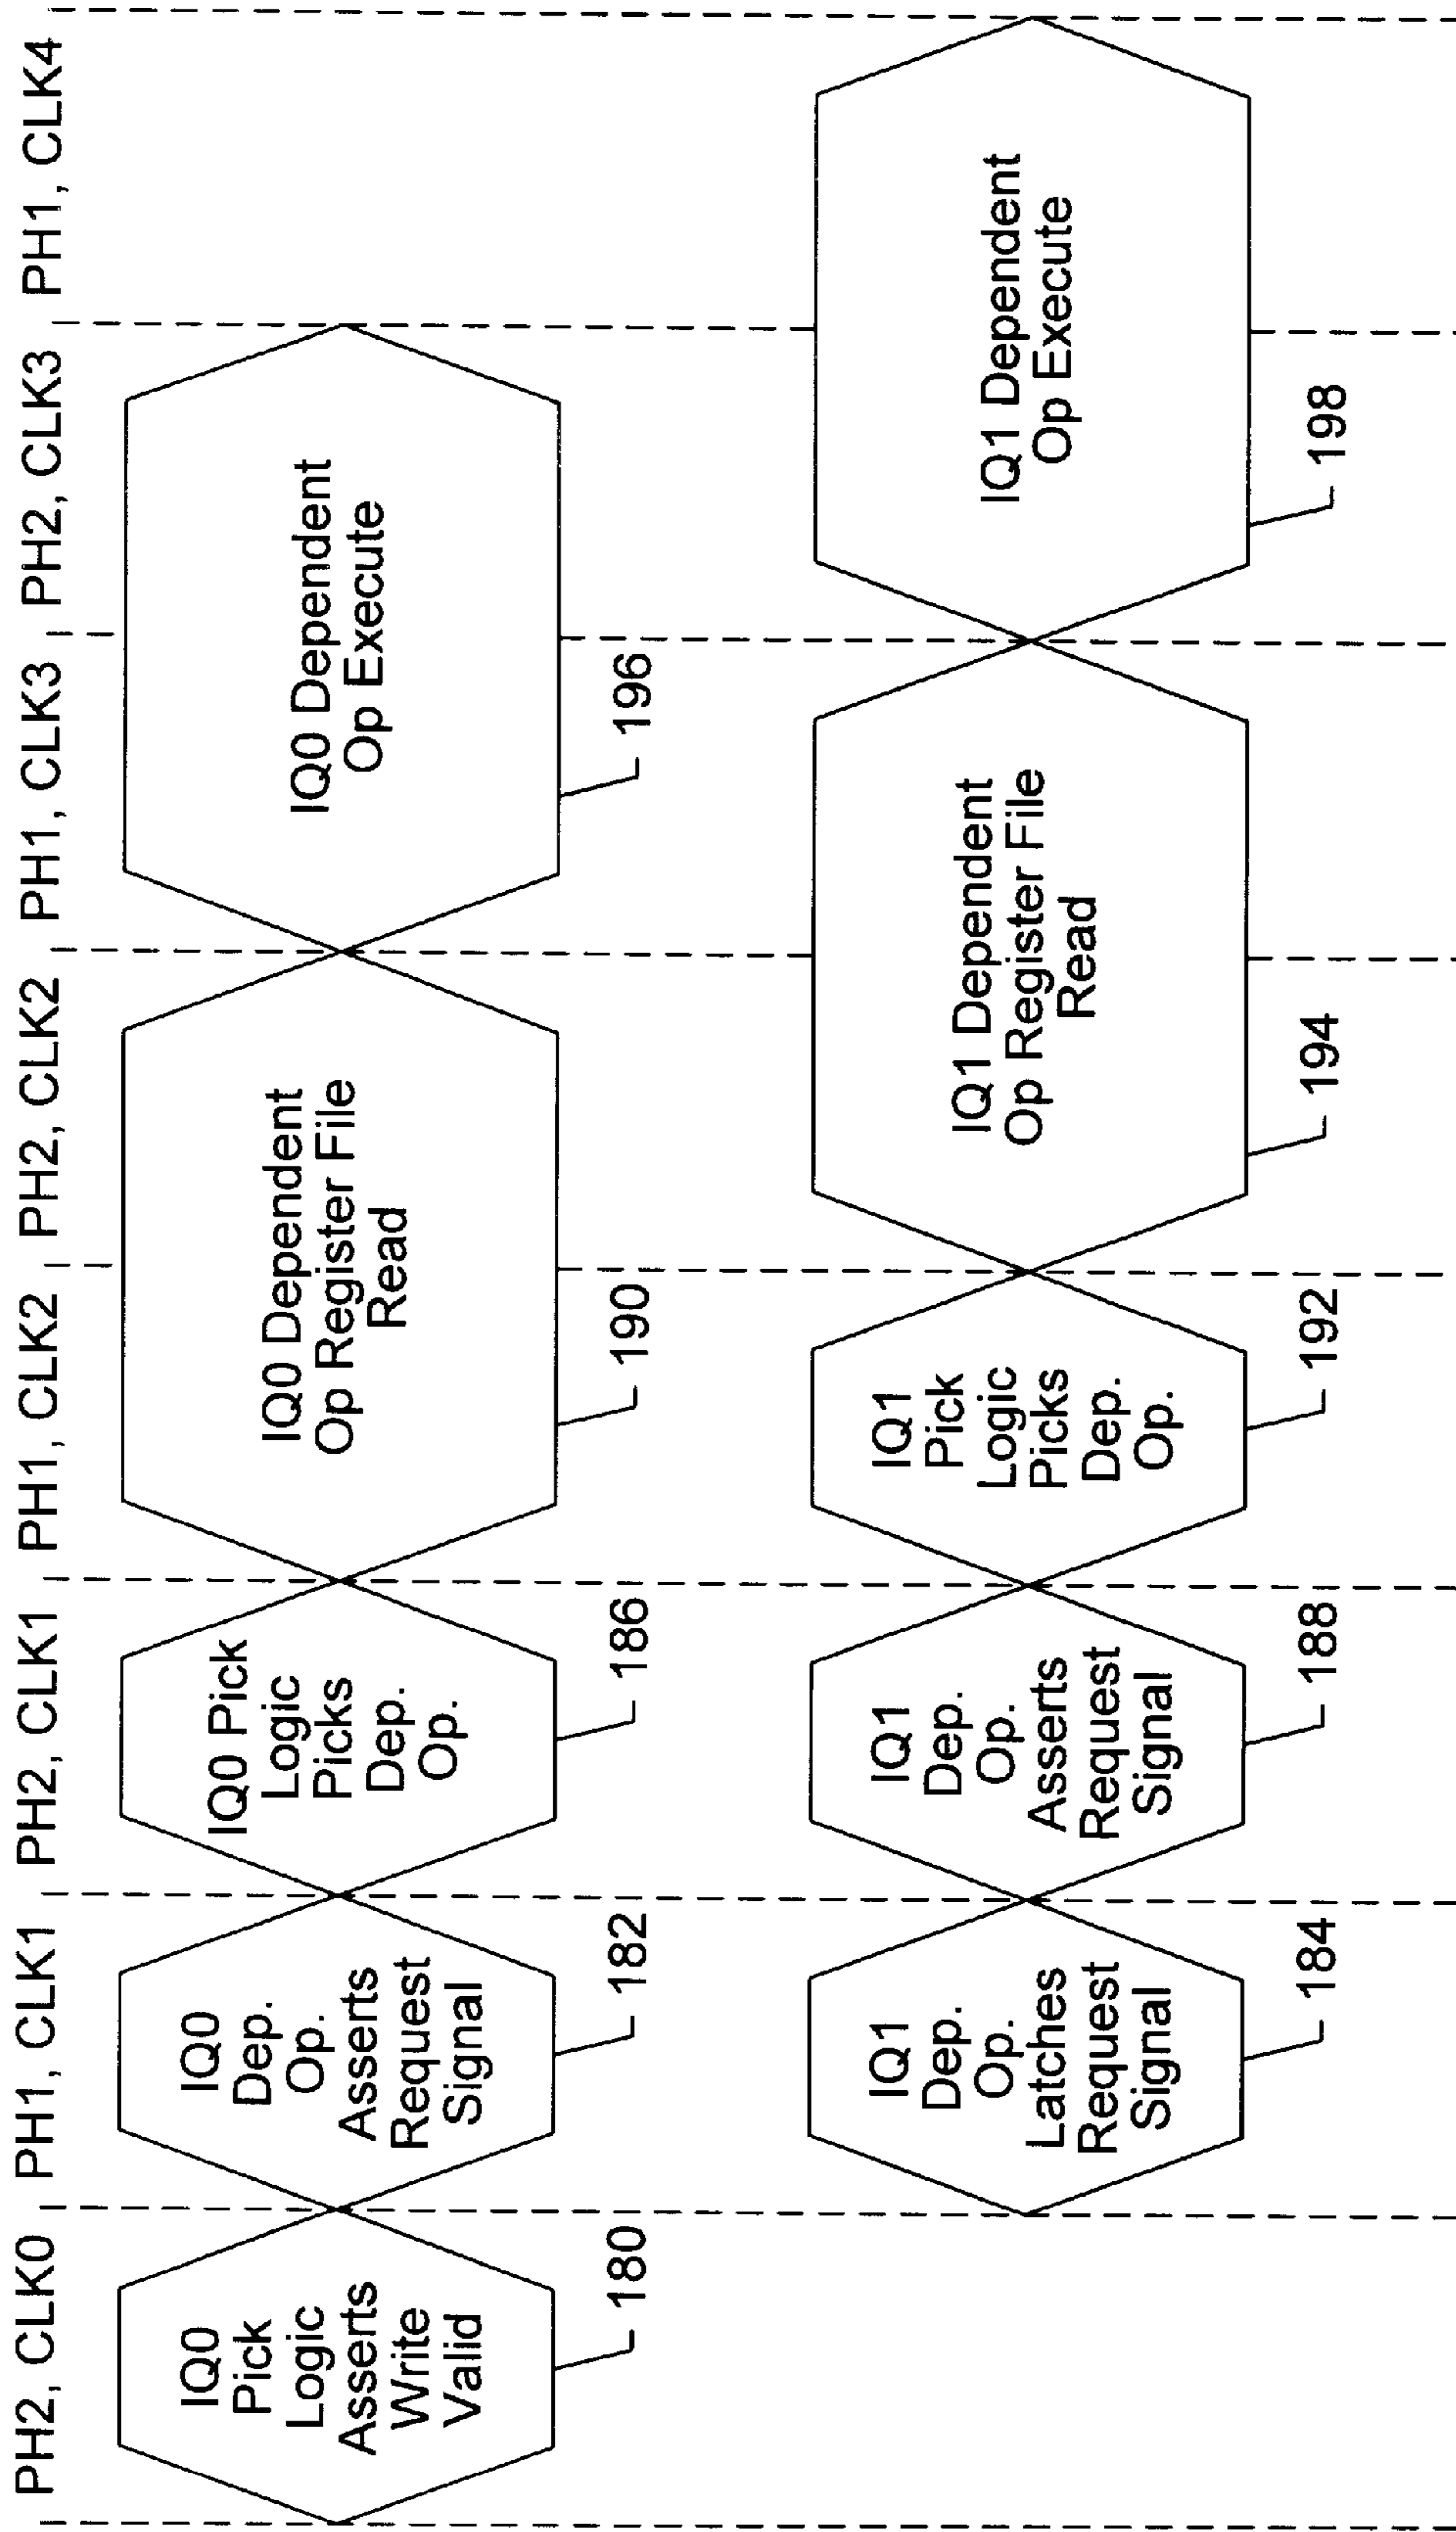 PH2, CLK0 PH1, CLK1 PH2, CLK1 PH1, CLK2 PH2, CLK2 PH1, CLK3 PH2, CLK3 PH1, CLK4
IQ0
Pick
Logic
Asserts
Write
Valid
180
IQ0
Dep.
Op.
Asserts
Request
Signal
182
IQ0 Pick
Logic
Picks
Dep.
Op.
186
IQ0 Dependent
Op Register File
Read
190
IQ0 Dependent
Op Execute
196
IQ1
Dep.
Op.
Latches
Request
Signal
184
IQ1
Dep.
Op.
Asserts
Request
Signal
188
IQ1
Pick
Logic
Picks
Dep.
Op.
192
IQ1 Dependent
Op Register File
Read
194
IQ1 Dependent
Op Execute
198